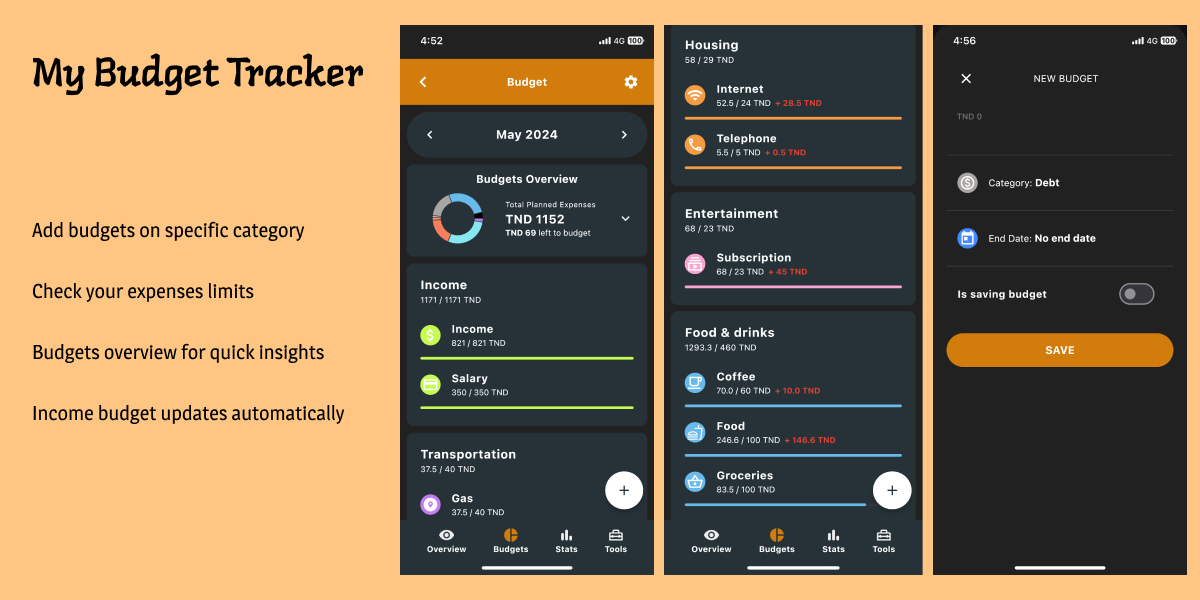 My Budget Tracker
Add budgets on specific category
Check your expenses limits
Budgets overview for quick insights
Income budget updates automatically
4:52
4G 100
Budget
May 2024
Budgets Overview
Total Planned Expenses
TND 1152
TND 69 left to budget
Income
1171 / 1171 TND
Income
821 / 821 TND
Salary
350 / 350 TND
Transportation
37.5 / 40 TND
Gas
37.5 / 40 TND
+
Overview Budgets Stats Tools
Housing
58 / 29 TND
Internet
52.5 / 24 TND + 28.5 TND
Telephone
5.5 / 5 TND + 0.5 TND
Entertainment
68 / 23 TND
Subscription
68 / 23 TND + 45 TND
Food & drinks
1293.3 / 460 TND
Coffee
70.0 / 60 TND + 10.0 TND
Food
246.6 / 100 TND + 146.6 TND
Groceries
83.5 / 100 TND
+
Overview Budgets Stats Tools
4:56
4G 100
NEW BUDGET
TND 0
Category: Debt
End Date: No end date
Is saving budget
SAVE